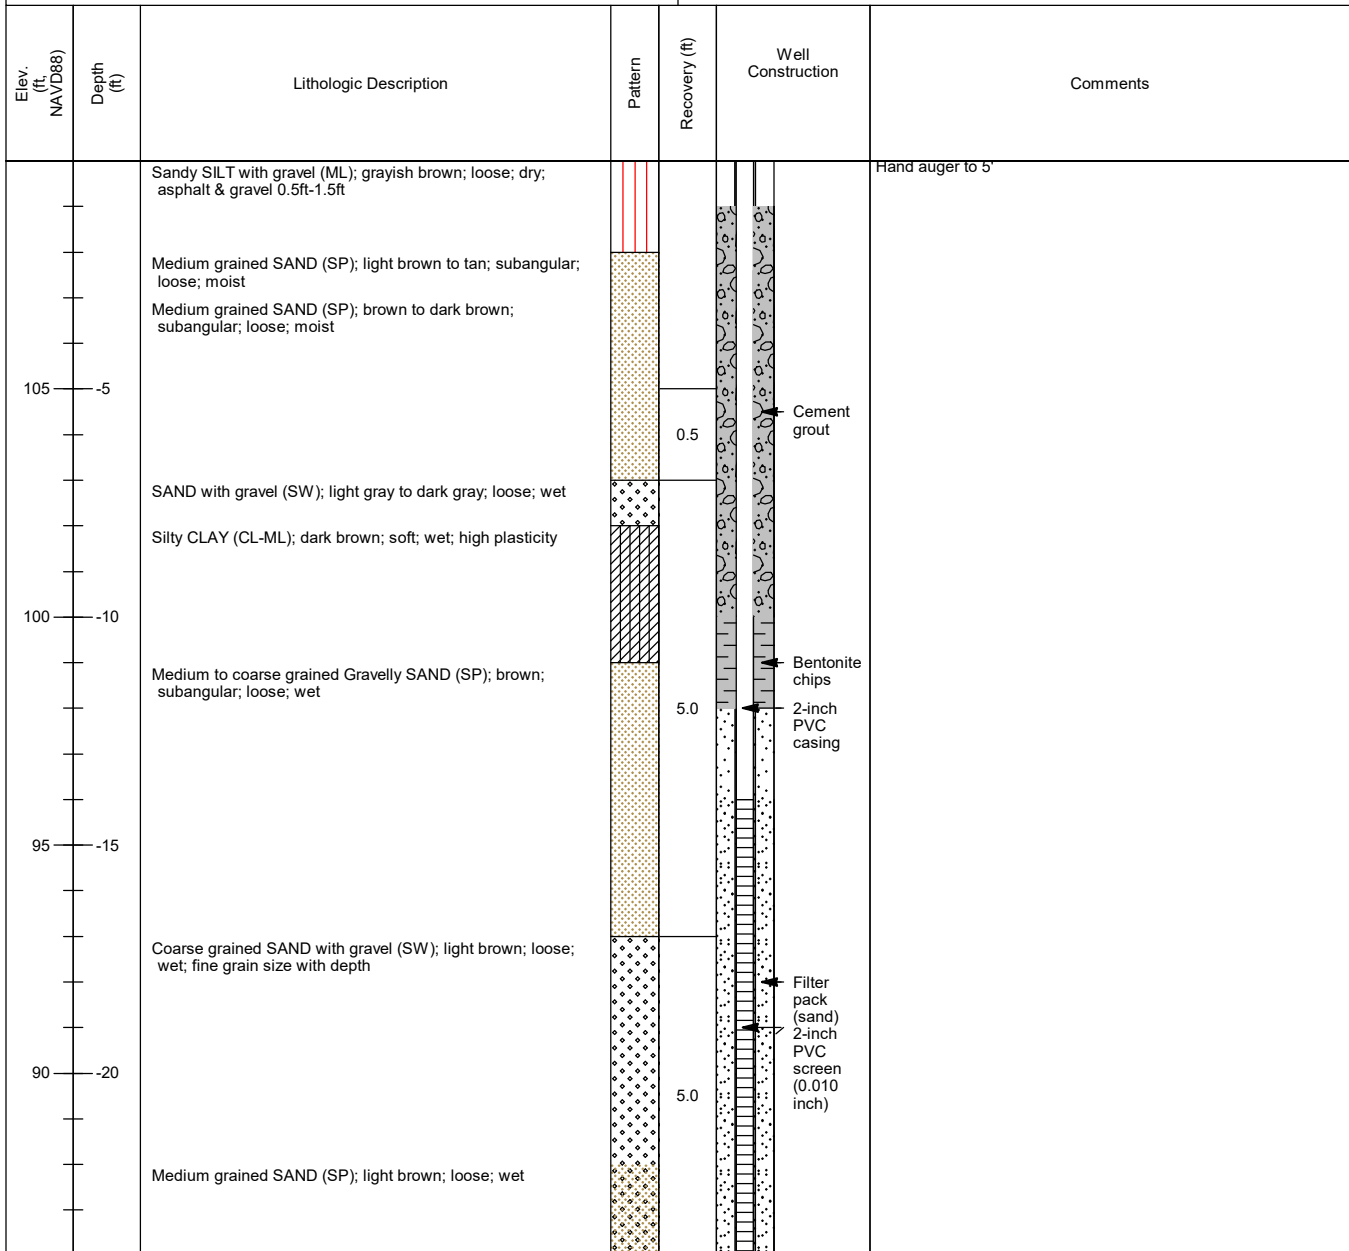 Elev.
(ft,
NAVD88)
Depth
(ft)
Lithologic Description
Pattern
Recovery (ft)
Well
Construction
Comments
Sandy SILT with gravel (ML); grayish brown; loose; dry;
asphalt & gravel 0.5ft-1.5ft
Hand auger to 5'
Medium grained SAND (SP); light brown to tan; subangular;
loose; moist
Medium grained SAND (SP); brown to dark brown;
subangular; loose; moist
105
-5
Cement
grout
0.5
SAND with gravel (SW); light gray to dark gray; loose; wet
Silty CLAY (CL-ML); dark brown; soft; wet; high plasticity
100
-10
Bentonite
chips
Medium to coarse grained Gravelly SAND (SP); brown;
subangular; loose; wet
5.0
2-inch
PVC
casing
95
-15
Coarse grained SAND with gravel (SW); light brown; loose;
wet; fine grain size with depth
Filter
pack
(sand)
2-inch
PVC
screen
(0.010
inch)
90
-20
5.0
Medium grained SAND (SP); light brown; loose; wet